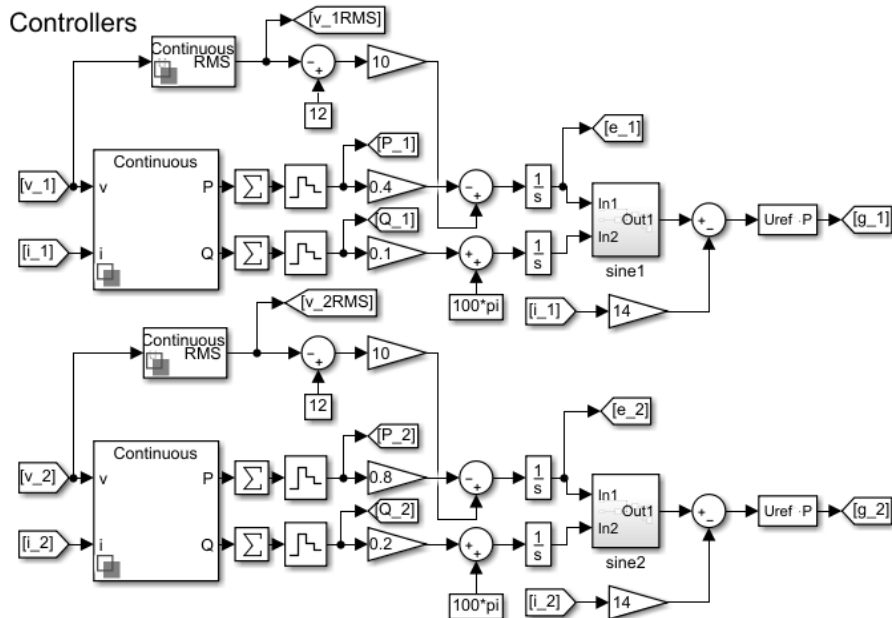 Controllers
[v_1RMS]
Continuous
RMS
- +
10
12
[e_1]
[P_1]
Continuous
[v_1]
v
P
∑
0.4
- +
1
s
In1
Out1
+ -
Uref P
[g_1]
[Q_1]
[i_1]
i
Q
∑
0.1
+ +
1
s
In2
sine1
100*pi
[i_1]
14
[v_2RMS]
Continuous
RMS
- +
10
12
[e_2]
[P_2]
Continuous
[v_2]
v
P
∑
0.8
- +
1
s
In1
Out1
+ -
Uref P
[g_2]
[Q_2]
[i_2]
i
Q
∑
0.2
+ +
1
s
In2
sine2
100*pi
[i_2]
14